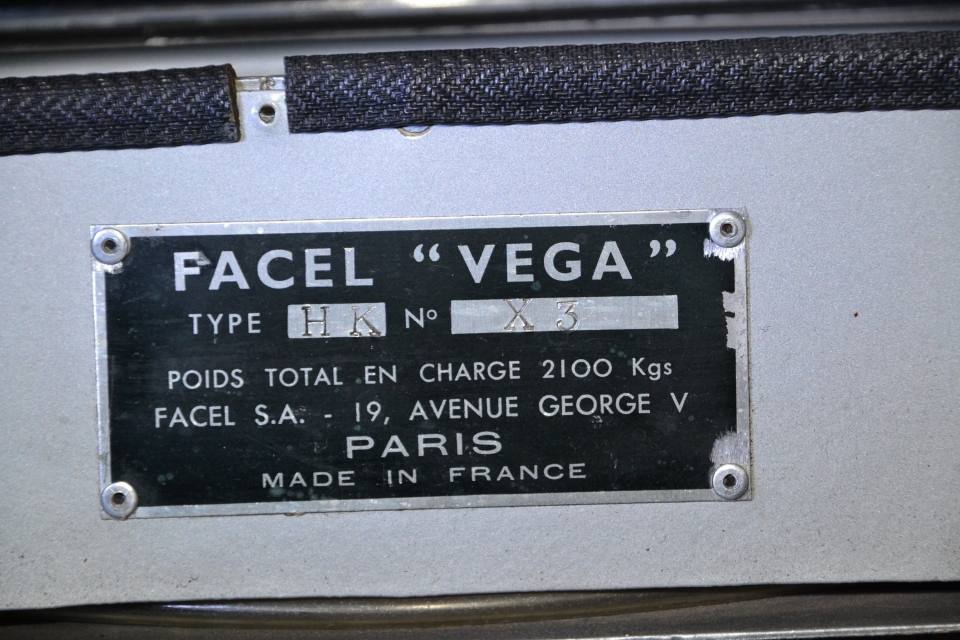 FACEL “VEGA”
TYPE HK Nº X3
POIDS TOTAL EN CHARGE 2100 Kgs
FACEL S.A. - 19, AVENUE GEORGE V
PARIS
MADE IN FRANCE